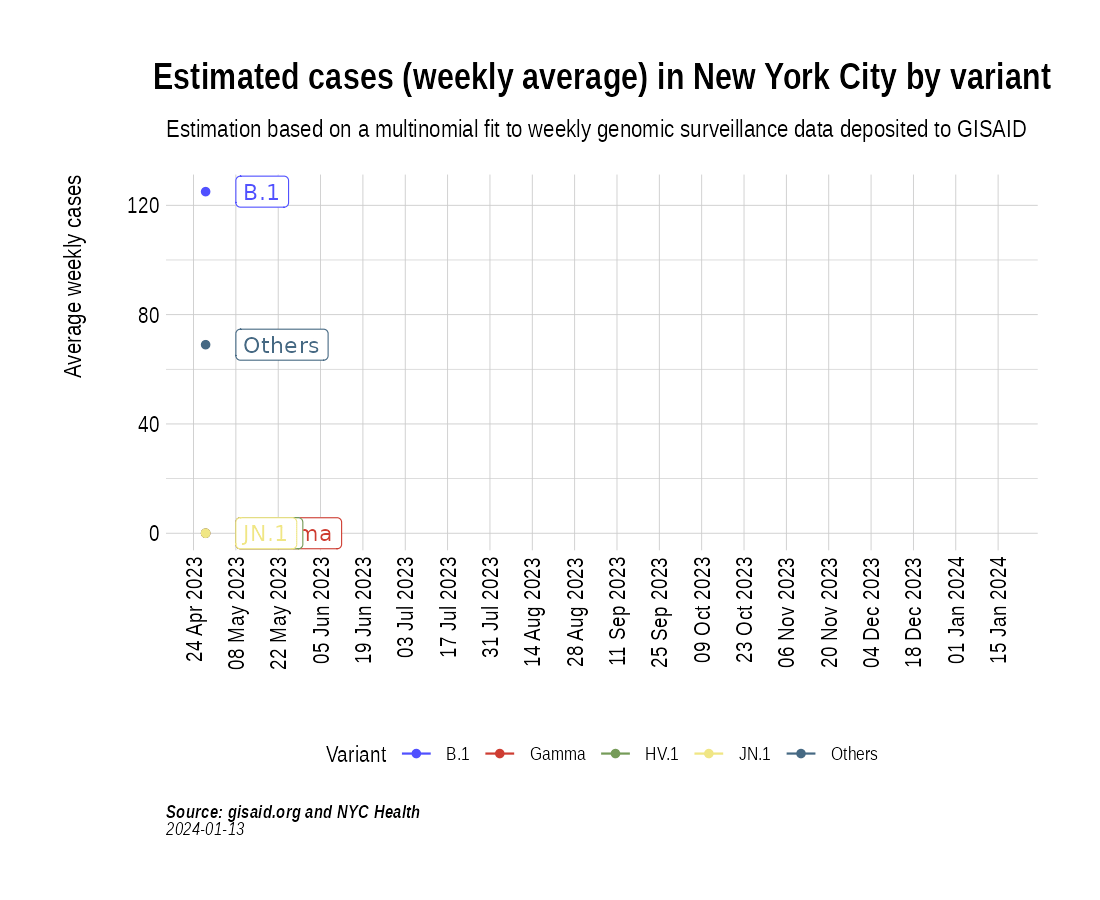 Estimated cases (weekly average) in New York City by variant
Estimation based on a multinomial fit to weekly genomic surveillance data deposited to GISAID
Average weekly cases
120
80
40
0
B.1
Others
JN.1
ma
24 Apr 2023
08 May 2023
22 May 2023
05 Jun 2023
19 Jun 2023
03 Jul 2023
17 Jul 2023
31 Jul 2023
14 Aug 2023
28 Aug 2023
11 Sep 2023
25 Sep 2023
09 Oct 2023
23 Oct 2023
06 Nov 2023
20 Nov 2023
04 Dec 2023
18 Dec 2023
01 Jan 2024
15 Jan 2024
Variant B.1 Gamma HV.1 JN.1 Others
Source: gisaid.org and NYC Health
2024-01-13